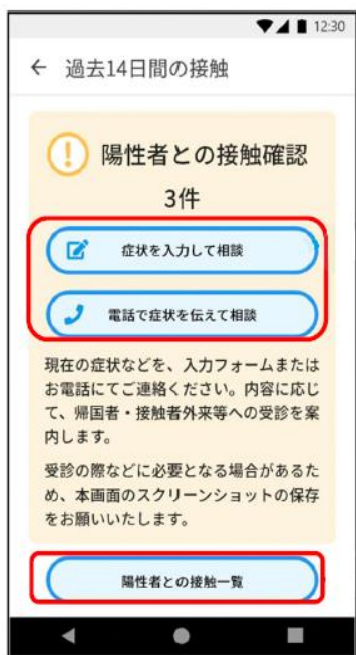 12:30
← 過去14日間の接触
陽性者との接触確認
3件
症状を入力して相談
電話で症状を伝えて相談
現在の症状などを、入力フォームまたは
お電話にてご連絡ください。内容に応じ
て、帰国者・接触者外来等への受診を案
内します。
受診の際などに必要となる場合があるた
め、本画面のスクリーンショットの保存
をお願いいたします。
陽性者との接触一覧